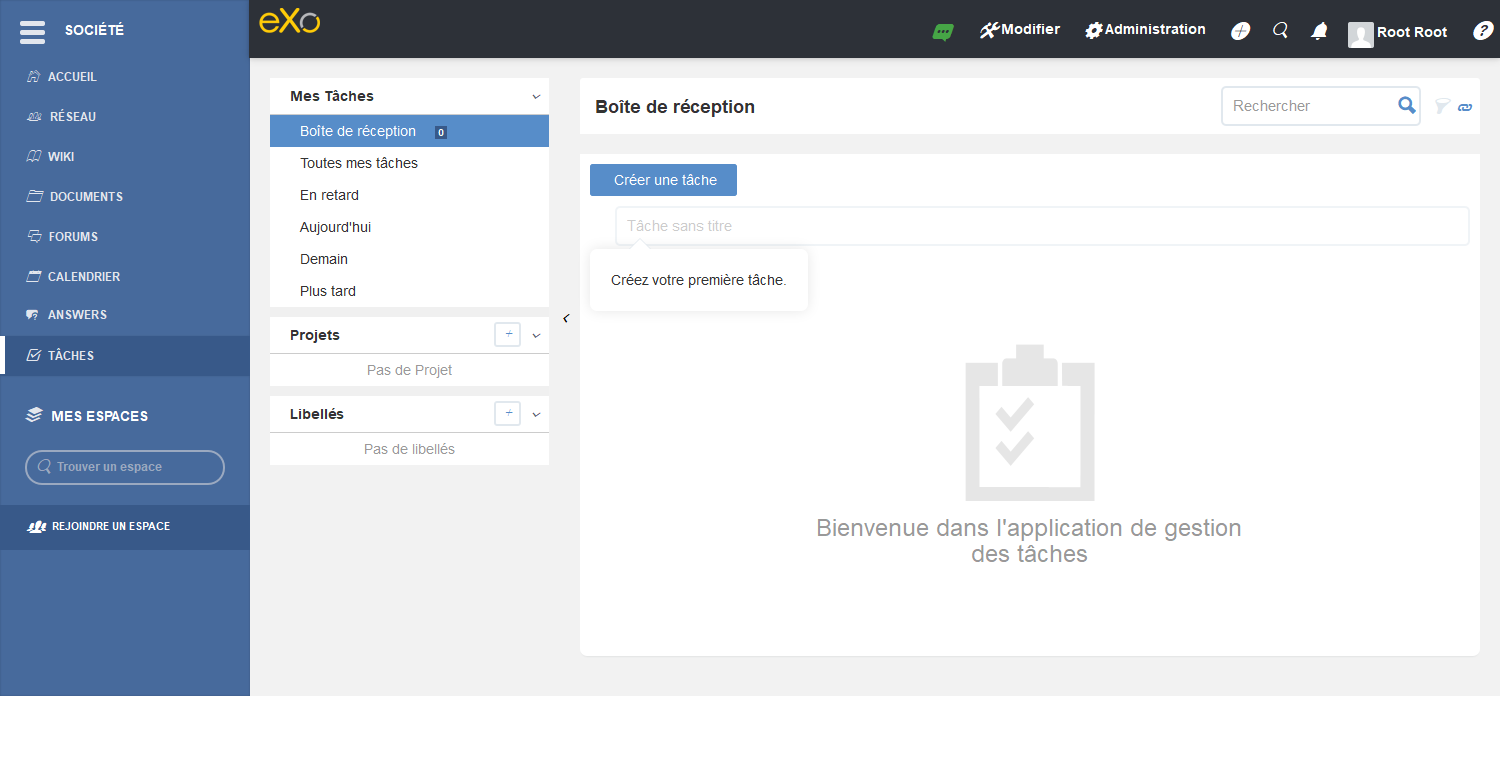 SOCIÉTÉ
ACCUEIL
RÉSEAU
WIKI
DOCUMENTS
FORUMS
CALENDRIER
ANSWERS
TÂCHES
MES ESPACES
Trouver un espace
REJOINDRE UN ESPACE
eXo
Modifier
Administration
Root Root
?
Mes Tâches
Boîte de réception 0
Toutes mes tâches
En retard
Aujourd'hui
Demain
Plus tard
Projets +
Pas de Projet
Libellés +
Pas de libellés
Boîte de réception
Rechercher
Créer une tâche
Tâche sans titre
Créez votre première tâche.
Bienvenue dans l'application de gestion
des tâches